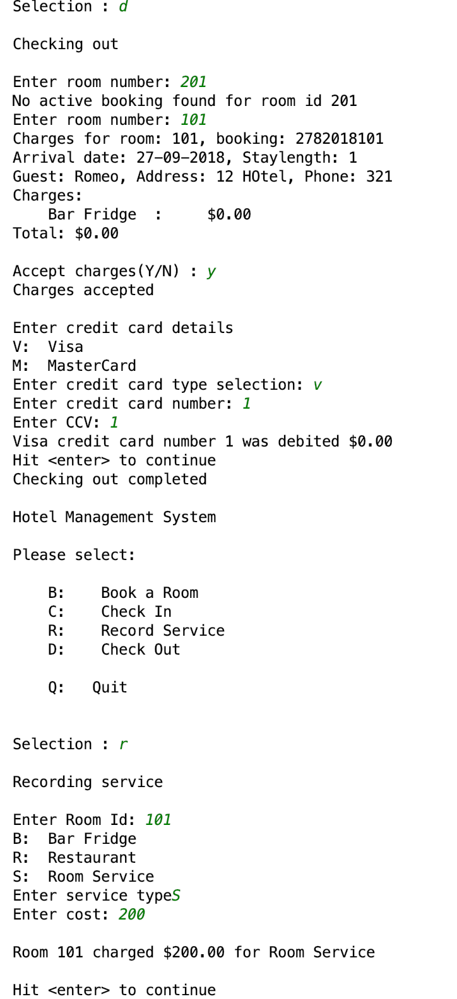 Selection : d
Checking out
Enter room number: 201
No active booking found for room id 201
Enter room number: 101
Charges for room: 101, booking: 2782018101
Arrival date: 27-09-2018, Staylength: 1
Guest: Romeo, Address: 12 HOtel, Phone: 321
Charges:
    Bar Fridge  :     $0.00
Total: $0.00
Accept charges(Y/N) : y
Charges accepted
Enter credit card details
V:  Visa
M:  MasterCard
Enter credit card type selection: v
Enter credit card number: 1
Enter CCV: 1
Visa credit card number 1 was debited $0.00
Hit <enter> to continue
Checking out completed
Hotel Management System
Please select:
    B:    Book a Room
    C:    Check In
    R:    Record Service
    D:    Check Out
    Q:   Quit
Selection : r
Recording service
Enter Room Id: 101
B:  Bar Fridge
R:  Restaurant
S:  Room Service
Enter service typeS
Enter cost: 200
Room 101 charged $200.00 for Room Service
Hit <enter> to continue